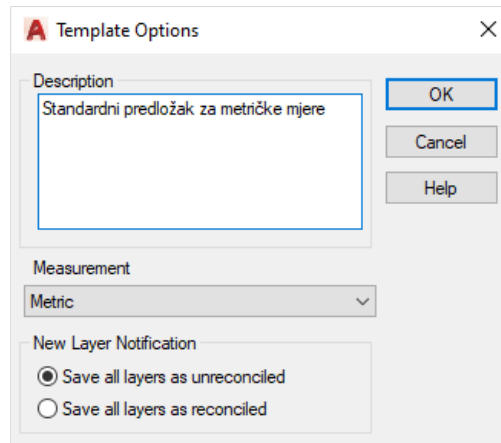 Template Options
Description
Standardni predložak za metričke mjere
OK
Cancel
Help
Measurement
Metric
New Layer Notification
Save all layers as unreconciled
Save all layers as reconciled